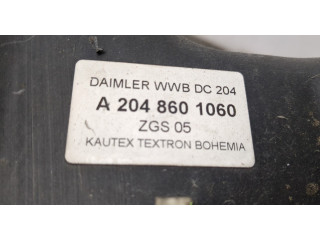 DAIMLER WWB DC 204
A 204 860 1060
ZGS 05
KAUTEX TEXTRON BOHEMIA